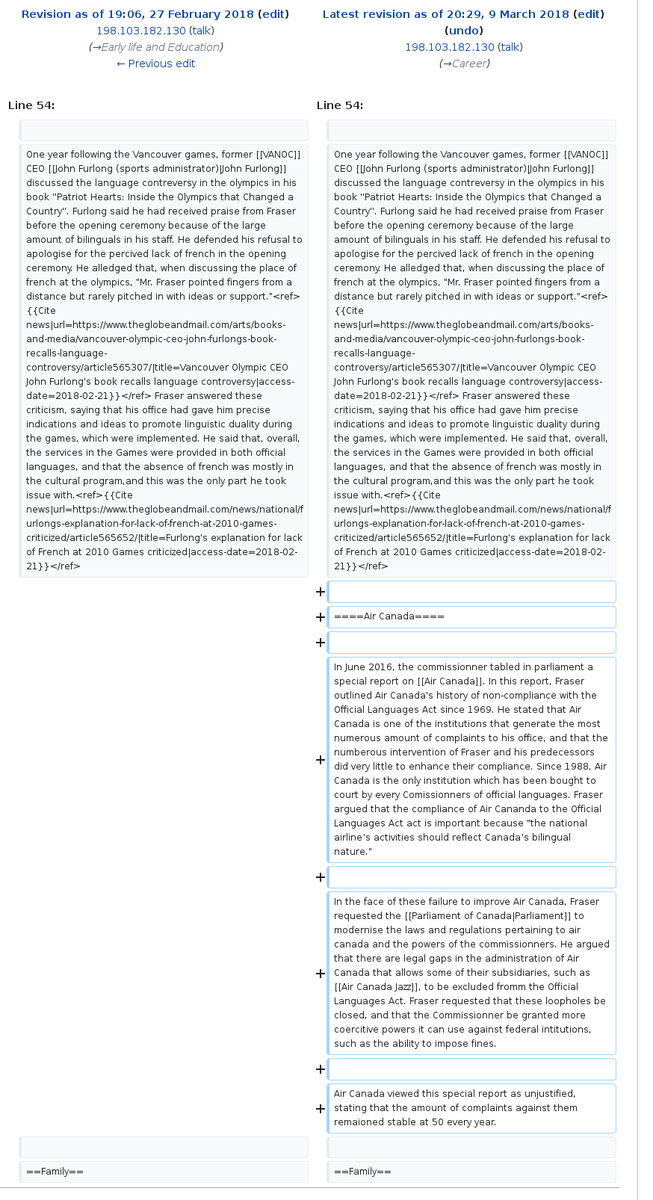 Revision as of 19:06, 27 February 2018 (edit)
198.103.182.130 (talk)
(→Early life and Education)
← Previous edit
Latest revision as of 20:29, 9 March 2018 (edit)
(undo)
198.103.182.130 (talk)
(→Career)
Line 54:
Line 54:
One year following the Vancouver games, former [[VANOC]]
CEO [[John Furlong (sports administrator)|John Furlong]]
discussed the language contreversy in the olympics in his
book "Patriot Hearts: Inside the Olympics that Changed a
Country". Furlong said he had received praise from Fraser
before the opening ceremony because of the large
amount of bilinguals in his staff. He defended his refusal to
apologise for the percived lack of french in the opening
ceremony. He alledged that, when discussing the place of
french at the olympics, "Mr. Fraser pointed fingers from a
distance but rarely pitched in with ideas or support."<ref>
{{Cite
news|url=https://www.theglobeandmail.com/arts/books-
and-media/vancouver-olympic-ceo-john-furlongs-book-
recalls-language-
controversy/article565307/|title=Vancouver Olympic CEO
John Furlong's book recalls language controversy|access-
date=2018-02-21}}</ref> Fraser answered these
criticism, saying that his office had gave him precise
indications and ideas to promote linguistic duality during
the games, which were implemented. He said that, overall,
the services in the Games were provided in both official
languages, and that the absence of french was mostly in
the cultural program,and this was the only part he took
issue with.<ref>{{Cite
news|url=https://www.theglobeandmail.com/news/national/f
urlongs-explanation-for-lack-of-french-at-2010-games-
criticized/article565652/|title=Furlong's explanation for lack
of French at 2010 Games criticized|access-date=2018-02-
21}}</ref>
One year following the Vancouver games, former [[VANOC]]
CEO [[John Furlong (sports administrator)|John Furlong]]
discussed the language contreversy in the olympics in his
book "Patriot Hearts: Inside the Olympics that Changed a
Country". Furlong said he had received praise from Fraser
before the opening ceremony because of the large
amount of bilinguals in his staff. He defended his refusal to
apologise for the percived lack of french in the opening
ceremony. He alledged that, when discussing the place of
french at the olympics, "Mr. Fraser pointed fingers from a
distance but rarely pitched in with ideas or support."<ref>
{{Cite
news|url=https://www.theglobeandmail.com/arts/books-
and-media/vancouver-olympic-ceo-john-furlongs-book-
recalls-language-
controversy/article565307/|title=Vancouver Olympic CEO
John Furlong's book recalls language controversy|access-
date=2018-02-21}}</ref> Fraser answered these
criticism, saying that his office had gave him precise
indications and ideas to promote linguistic duality during
the games, which were implemented. He said that, overall,
the services in the Games were provided in both official
languages, and that the absence of french was mostly in
the cultural program,and this was the only part he took
issue with.<ref>{{Cite
news|url=https://www.theglobeandmail.com/news/national/f
urlongs-explanation-for-lack-of-french-at-2010-games-
criticized/article565652/|title=Furlong's explanation for lack
of French at 2010 Games criticized|access-date=2018-02-
21}}</ref>
+
+ ====Air Canada====
+
+ In June 2016, the commissionner tabled in parliament a
special report on [[Air Canada]]. In this report, Fraser
outlined Air Canada's history of non-compliance with the
Official Languages Act since 1969. He stated that Air
Canada is one of the institutions that generate the most
numerous amount of complaints to his office, and that the
numberous intervention of Fraser and his predecessors
did very little to enhance their compliance. Since 1988, Air
Canada is the only institution which has been bought to
court by every Comissionners of official languages. Fraser
argued that the compliance of Air Cananda to the Official
Languages Act act is important because "the national
airline's activities should reflect Canada's bilingual
nature."
+
+ In the face of these failure to improve Air Canada, Fraser
requested the [[Parliament of Canada|Parliament]] to
modernise the laws and regulations pertaining to air
canada and the powers of the commissionners. He argued
that there are legal gaps in the administration of Air
Canada that allows some of their subsidiaries, such as
[[Air Canada Jazz]], to be excluded fromm the Official
Languages Act. Fraser requested that these loopholes be
closed, and that the Commissioner be granted more
coercitive powers it can use against federal intitutions,
such as the ability to impose fines.
+
+ Air Canada viewed this special report as unjustified,
stating that the amount of complaints against them
remaioned stable at 50 every year.
==Family==
==Family==